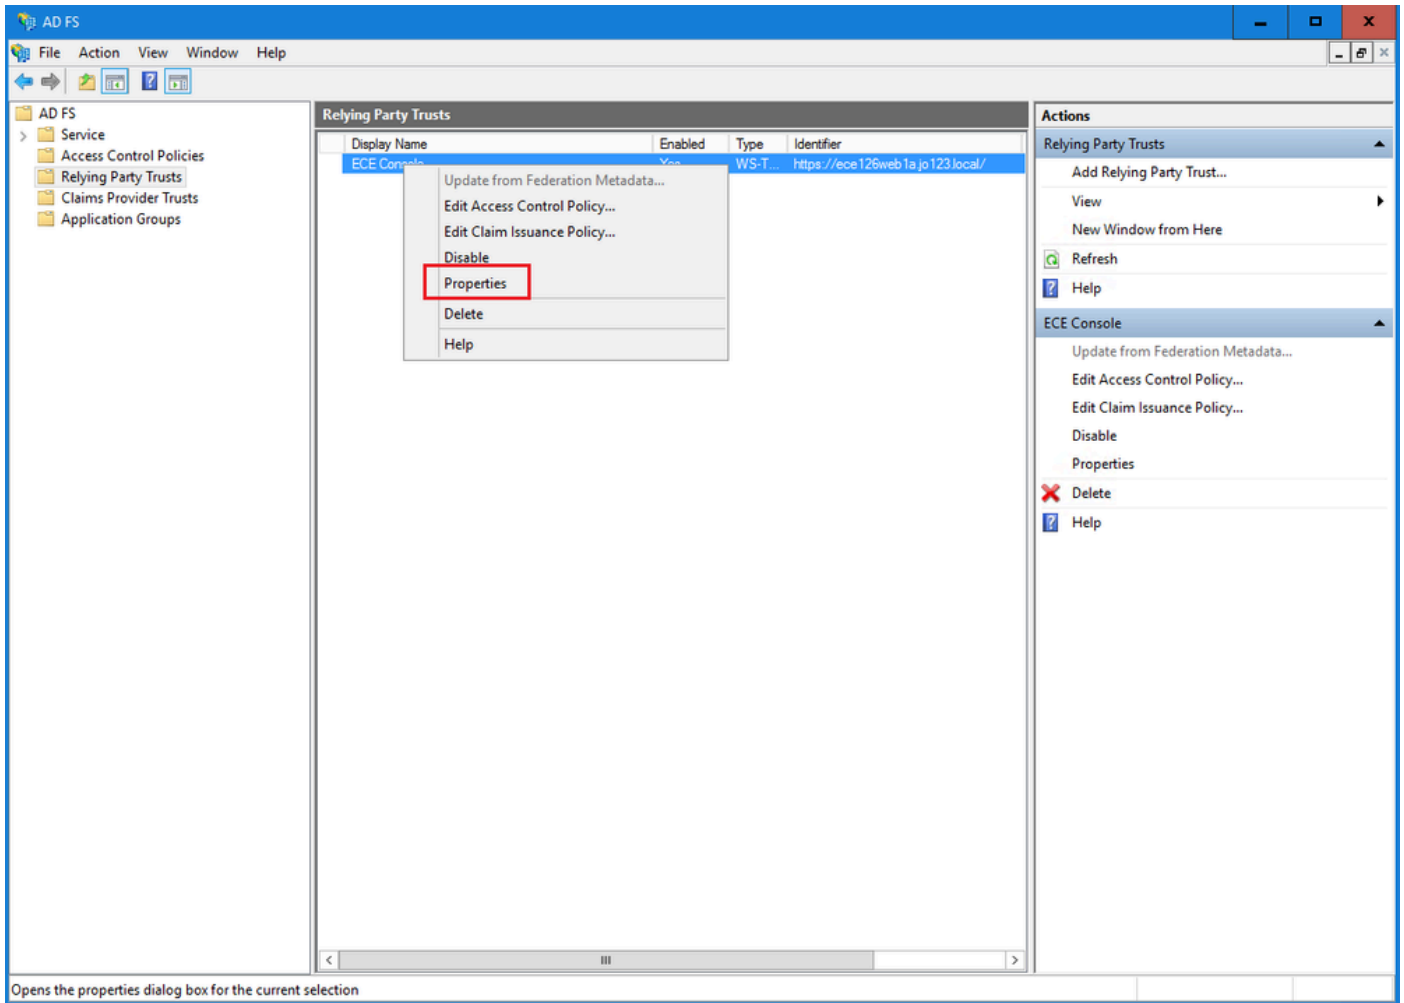 AD FS
File Action View Window Help
AD FS
Service
Access Control Policies
Relying Party Trusts
Claims Provider Trusts
Application Groups
Relying Party Trusts
Display Name Enabled Type Identifier
ECE Console Yes WS-T... https://ece126web1a.jo123.local/
Update from Federation Metadata...
Edit Access Control Policy...
Edit Claim Issuance Policy...
Disable
Properties
Delete
Help
Actions
Relying Party Trusts
Add Relying Party Trust...
View
New Window from Here
Refresh
Help
ECE Console
Update from Federation Metadata...
Edit Access Control Policy...
Edit Claim Issuance Policy...
Disable
Properties
Delete
Help
Opens the properties dialog box for the current selection